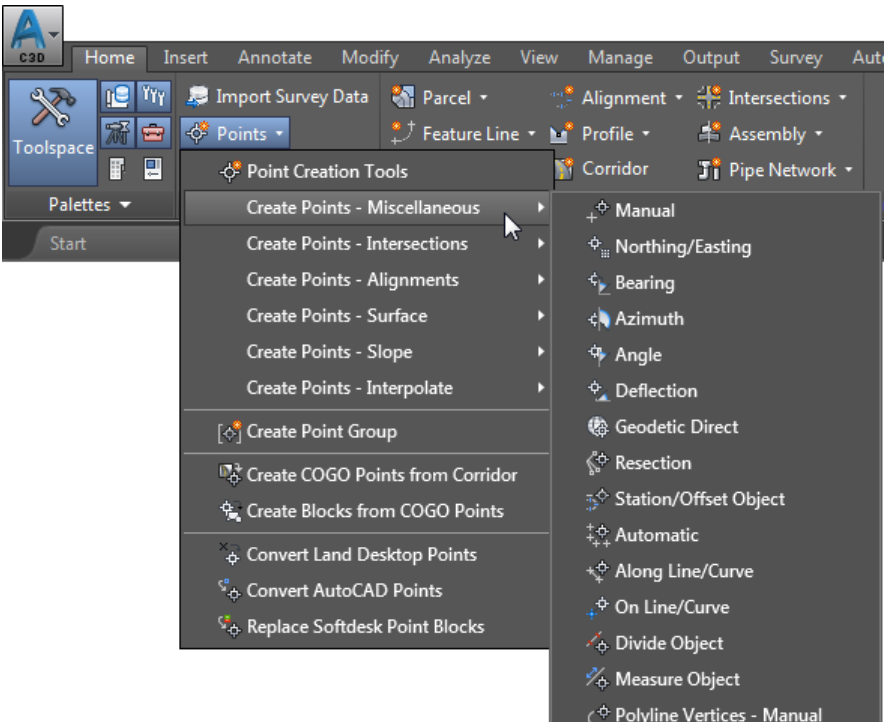 C3D
Home Insert Annotate Modify Analyze View Manage Output Survey
Toolspace
Import Survey Data
Points
Parcel
Feature Line
Alignment
Profile
Corridor
Intersections
Assembly
Pipe Network
Palettes
Start
Point Creation Tools
Create Points - Miscellaneous
Create Points - Intersections
Create Points - Alignments
Create Points - Surface
Create Points - Slope
Create Points - Interpolate
Create Point Group
Create COGO Points from Corridor
Create Blocks from COGO Points
Convert Land Desktop Points
Convert AutoCAD Points
Replace Softdesk Point Blocks
Manual
Northing/Easting
Bearing
Azimuth
Angle
Deflection
Geodetic Direct
Resection
Station/Offset Object
Automatic
Along Line/Curve
On Line/Curve
Divide Object
Measure Object
Polyline Vertices - Manual